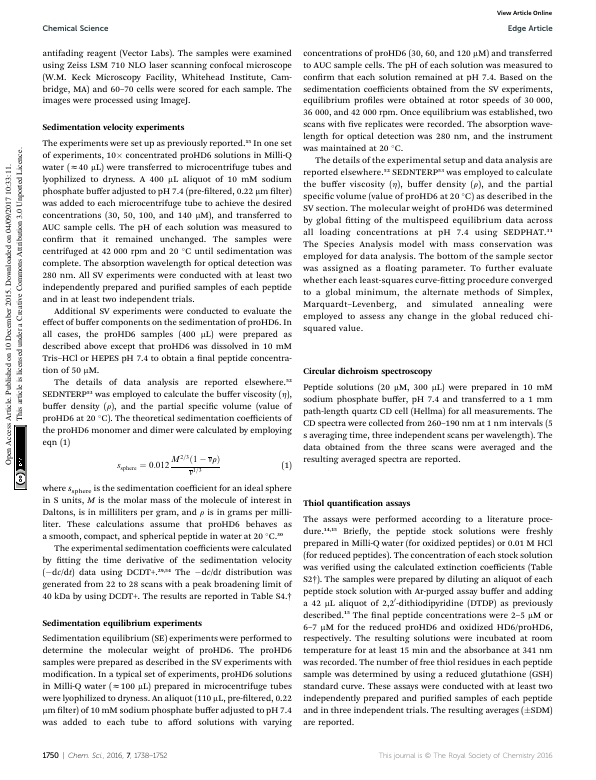 View Article Online
Chemical Science
Edge Article
Open Access Article. Published on 10 December 2015. Downloaded on 04/09/2017 10:33:11.
This article is licensed under a Creative Commons Attribution 3.0 Unported Licence.
antifading reagent (Vector Labs). The samples were examined
using Zeiss LSM 710 NLO laser scanning confocal microscope
(W.M. Keck Microscopy Facility, Whitehead Institute, Cam-
bridge, MA) and 60–70 cells were scored for each sample. The
images were processed using ImageJ.
Sedimentation velocity experiments
The experiments were set up as previously reported.³³ In one set
of experiments, 10× concentrated proHD6 solutions in Milli-Q
water (≈40 μL) were transferred to microcentrifuge tubes and
lyophilized to dryness. A 400 μL aliquot of 10 mM sodium
phosphate buffer adjusted to pH 7.4 (pre-filtered, 0.22 μm filter)
was added to each microcentrifuge tube to achieve the desired
concentrations (30, 50, 100, and 140 μM), and transferred to
AUC sample cells. The pH of each solution was measured to
confirm that it remained unchanged. The samples were
centrifuged at 42 000 rpm and 20 °C until sedimentation was
complete. The absorption wavelength for optical detection was
280 nm. All SV experiments were conducted with at least two
independently prepared and purified samples of each peptide
and in at least two independent trials.
Additional SV experiments were conducted to evaluate the
effect of buffer components on the sedimentation of proHD6. In
all cases, the proHD6 samples (400 μL) were prepared as
described above except that proHD6 was dissolved in 10 mM
Tris–HCl or HEPES pH 7.4 to obtain a final peptide concentra-
tion of 50 μM.
The details of data analysis are reported elsewhere.³²
SEDNTERP⁵³ was employed to calculate the buffer viscosity (η),
buffer density (ρ), and the partial specific volume (value of
proHD6 at 20 °C). The theoretical sedimentation coefficients of
the proHD6 monomer and dimer were calculated by employing
eqn (1)
s_sphere = 0.012 M^{2/3}(1 − v̄ρ) / v̄^{1/3} (1)
where s_sphere is the sedimentation coefficient for an ideal sphere
in S units, M is the molar mass of the molecule of interest in
Daltons, is in milliliters per gram, and ρ is in grams per milli-
liter. These calculations assume that proHD6 behaves as
a smooth, compact, and spherical peptide in water at 20 °C.³⁰
The experimental sedimentation coefficients were calculated
by fitting the time derivative of the sedimentation velocity
(−dc/dt) data using DCDT+.²⁹,⁵⁴ The −dc/dt distribution was
generated from 22 to 28 scans with a peak broadening limit of
40 kDa by using DCDT+. The results are reported in Table S4.†
Sedimentation equilibrium experiments
Sedimentation equilibrium (SE) experiments were performed to
determine the molecular weight of proHD6. The proHD6
samples were prepared as described in the SV experiments with
modification. In a typical set of experiments, proHD6 solutions
in Milli-Q water (≈100 μL) prepared in microcentrifuge tubes
were lyophilized to dryness. An aliquot (110 μL, pre-filtered, 0.22
μm filter) of 10 mM sodium phosphate buffer adjusted to pH 7.4
was added to each tube to afford solutions with varying
concentrations of proHD6 (30, 60, and 120 μM) and transferred
to AUC sample cells. The pH of each solution was measured to
confirm that each solution remained at pH 7.4. Based on the
sedimentation coefficients obtained from the SV experiments,
equilibrium profiles were obtained at rotor speeds of 30 000,
36 000, and 42 000 rpm. Once equilibrium was established, two
scans with five replicates were recorded. The absorption wave-
length for optical detection was 280 nm, and the instrument
was maintained at 20 °C.
The details of the experimental setup and data analysis are
reported elsewhere.³² SEDNTERP⁵³ was employed to calculate
the buffer viscosity (η), buffer density (ρ), and the partial
specific volume (value of proHD6 at 20 °C) as described in the
SV section. The molecular weight of proHD6 was determined
by global fitting of the multispeed equilibrium data across
all loading concentrations at pH 7.4 using SEDPHAT.³¹
The Species Analysis model with mass conservation was
employed for data analysis. The bottom of the sample sector
was assigned as a floating parameter. To further evaluate
whether each least-squares curve-fitting procedure converged
to a global minimum, the alternate methods of Simplex,
Marquardt–Levenberg, and simulated annealing were
employed to assess any change in the global reduced chi-
squared value.
Circular dichroism spectroscopy
Peptide solutions (20 μM, 300 μL) were prepared in 10 mM
sodium phosphate buffer, pH 7.4 and transferred to a 1 mm
path-length quartz CD cell (Hellma) for all measurements. The
CD spectra were collected from 260–190 nm at 1 nm intervals (5
s averaging time, three independent scans per wavelength). The
data obtained from the three scans were averaged and the
resulting averaged spectra are reported.
Thiol quantification assays
The assays were performed according to a literature proce-
dure.¹⁴,¹⁵ Briefly, the peptide stock solutions were freshly
prepared in Milli-Q water (for oxidized peptides) or 0.01 M HCl
(for reduced peptides). The concentration of each stock solution
was verified using the calculated extinction coefficients (Table
S2†). The samples were prepared by diluting an aliquot of each
peptide stock solution with Ar-purged assay buffer and adding
a 42 μL aliquot of 2,2′-dithiodipyridine (DTDP) as previously
described.¹⁵ The final peptide concentrations were 2–5 μM or
6–7 μM for the reduced proHD6 and oxidized HD6/proHD6,
respectively. The resulting solutions were incubated at room
temperature for at least 15 min and the absorbance at 341 nm
was recorded. The number of free thiol residues in each peptide
sample was determined by using a reduced glutathione (GSH)
standard curve. These assays were conducted with at least two
independently prepared and purified samples of each peptide
and in three independent trials. The resulting averages (±SDM)
are reported.
1750 | Chem. Sci., 2016, 7, 1738–1752
This journal is © The Royal Society of Chemistry 2016